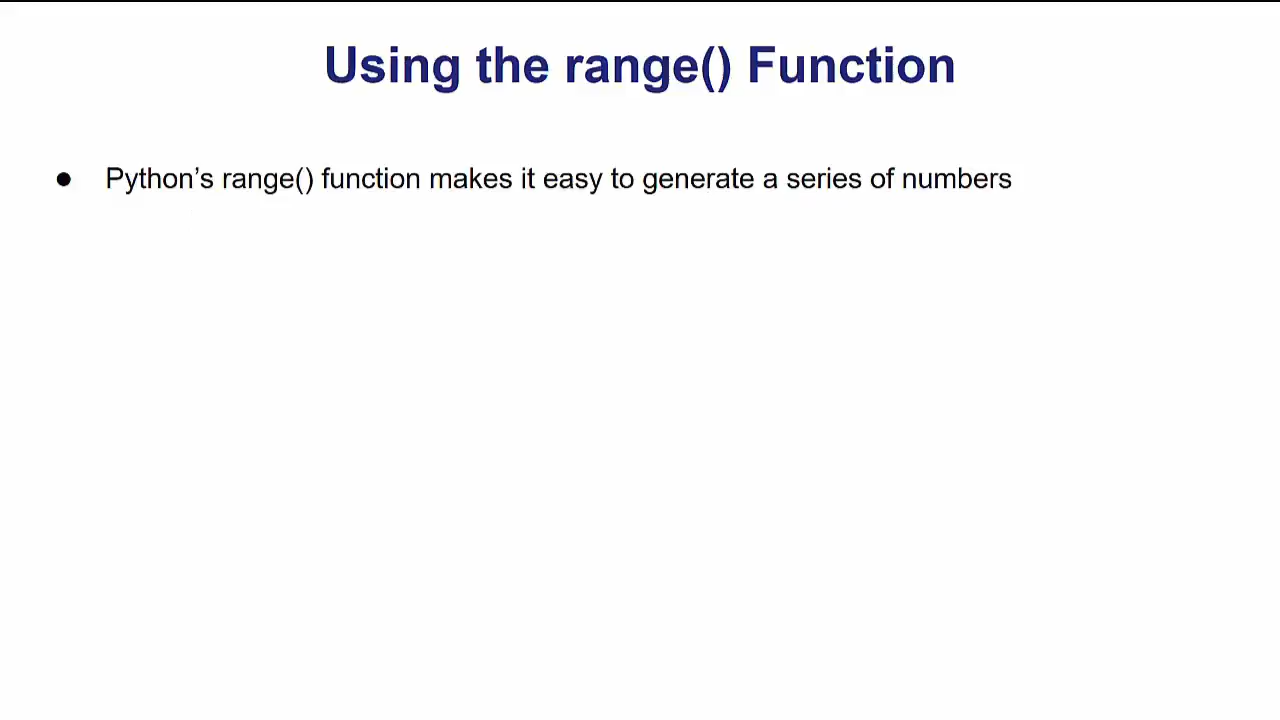 Using the range() Function
● Python’s range() function makes it easy to generate a series of numbers